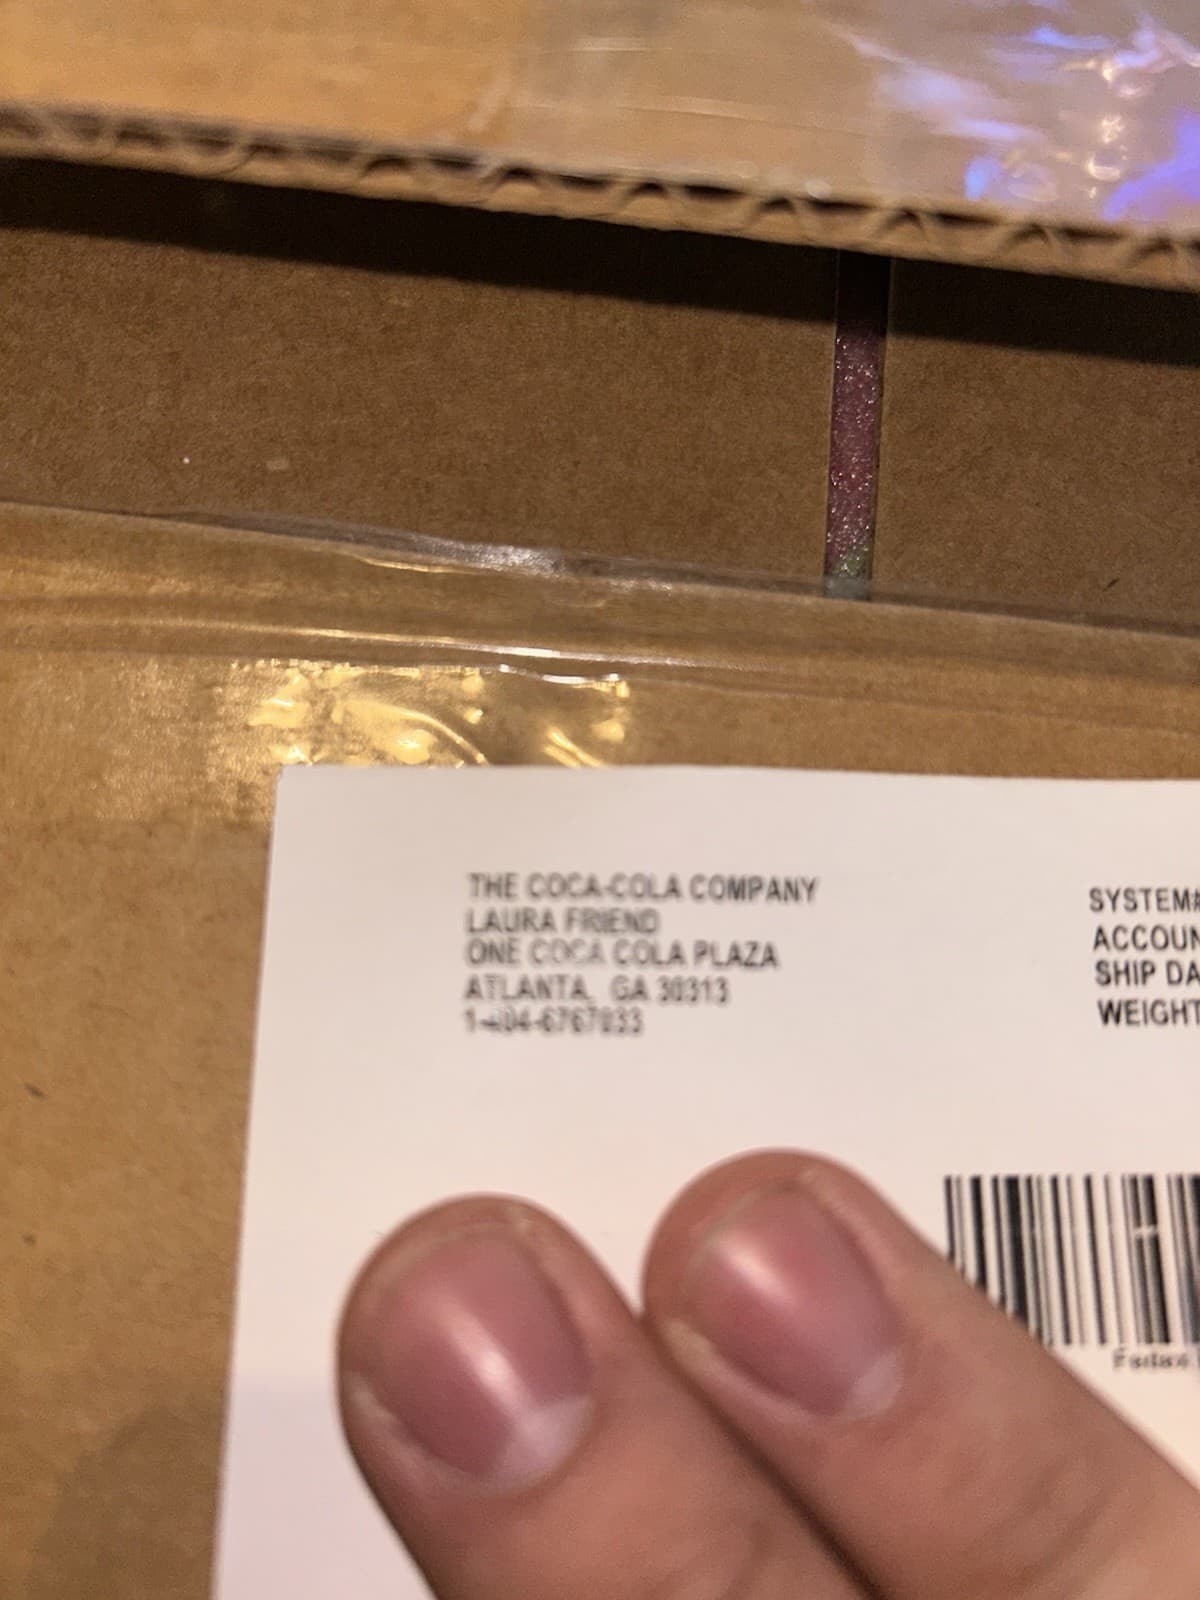 THE COCA-COLA COMPANY
LAURA FRIEND
ONE COCA COLA PLAZA
ATLANTA, GA 30313
1-404-6767033
SYSTEM#
ACCOUN
SHIP DA
WEIGHT
Fedex